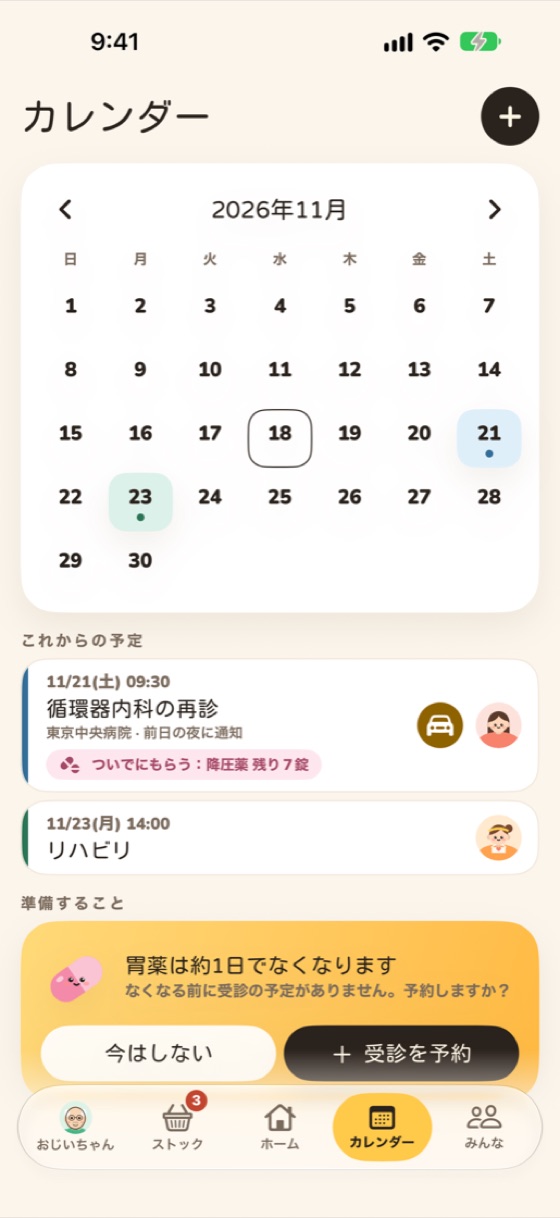 9:41
カレンダー
2026年11月
日 月 火 水 木 金 土
1 2 3 4 5 6 7
8 9 10 11 12 13 14
15 16 17 18 19 20 21
22 23 24 25 26 27 28
29 30
これからの予定
11/21(土) 09:30
循環器内科の再診
東京中央病院 · 前日の夜に通知
ついでにもらう：降圧薬 残り7錠
11/23(月) 14:00
リハビリ
準備すること
胃薬は約1日でなくなります
なくなる前に受診の予定がありません。予約しますか？
今はしない
＋ 受診を予約
3
おじいちゃん ストック ホーム カレンダー みんな